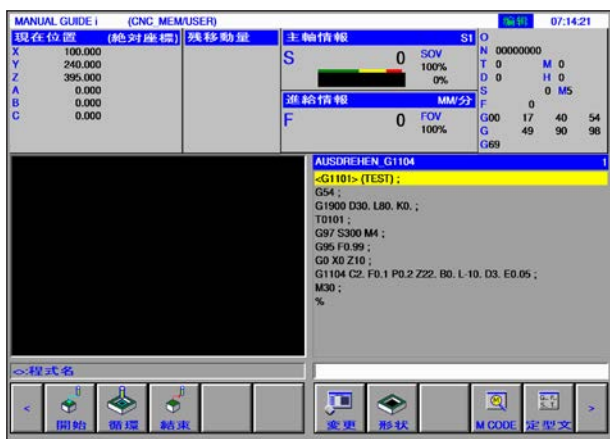 MANUAL GUIDE i (CNC_MEM/USER) 編輯 07:14:21
現在位置 (絶対座標) 残移動量 主軸情報 S1
X 100.000
Y 240.000
Z 395.000
A 0.000
B 0.000
C 0.000
S 0 SOV
100%
0%
進給情報 MM/分
F 0 FOV
100%
O
N 00000000
T 0 M 0
D 0 H 0
S 0 M5
F 0
G00 17 40 54
G 49 90 98
G69
AUSDREHEN_G1104 1
<G1101> (TEST) ;
G54 ;
G1900 D30. L80. K0. ;
T0101 ;
G97 S300 M4 ;
G95 F0.99 ;
G0 X0 Z10 ;
G1104 C2. F0.1 P0.2 Z22. B0. L-10. D3. E0.05 ;
M30 ;
%
<>:程式名
< 開始 循環 結束 変更 形状 M CODE 定型文 >